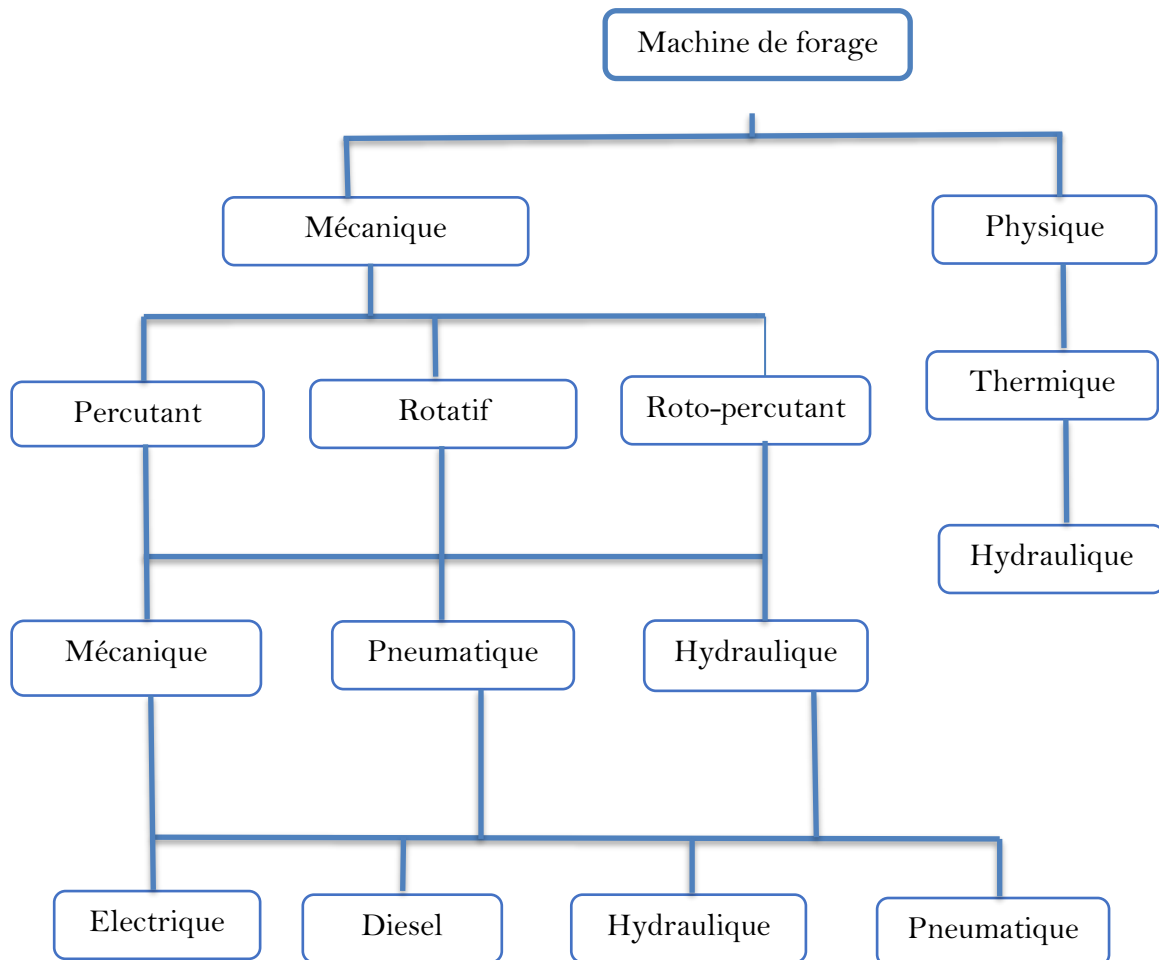 Machine de forage
Mécanique
Physique
Percutant
Rotatif
Roto-percutant
Thermique
Hydraulique
Mécanique
Pneumatique
Hydraulique
Electrique
Diesel
Hydraulique
Pneumatique